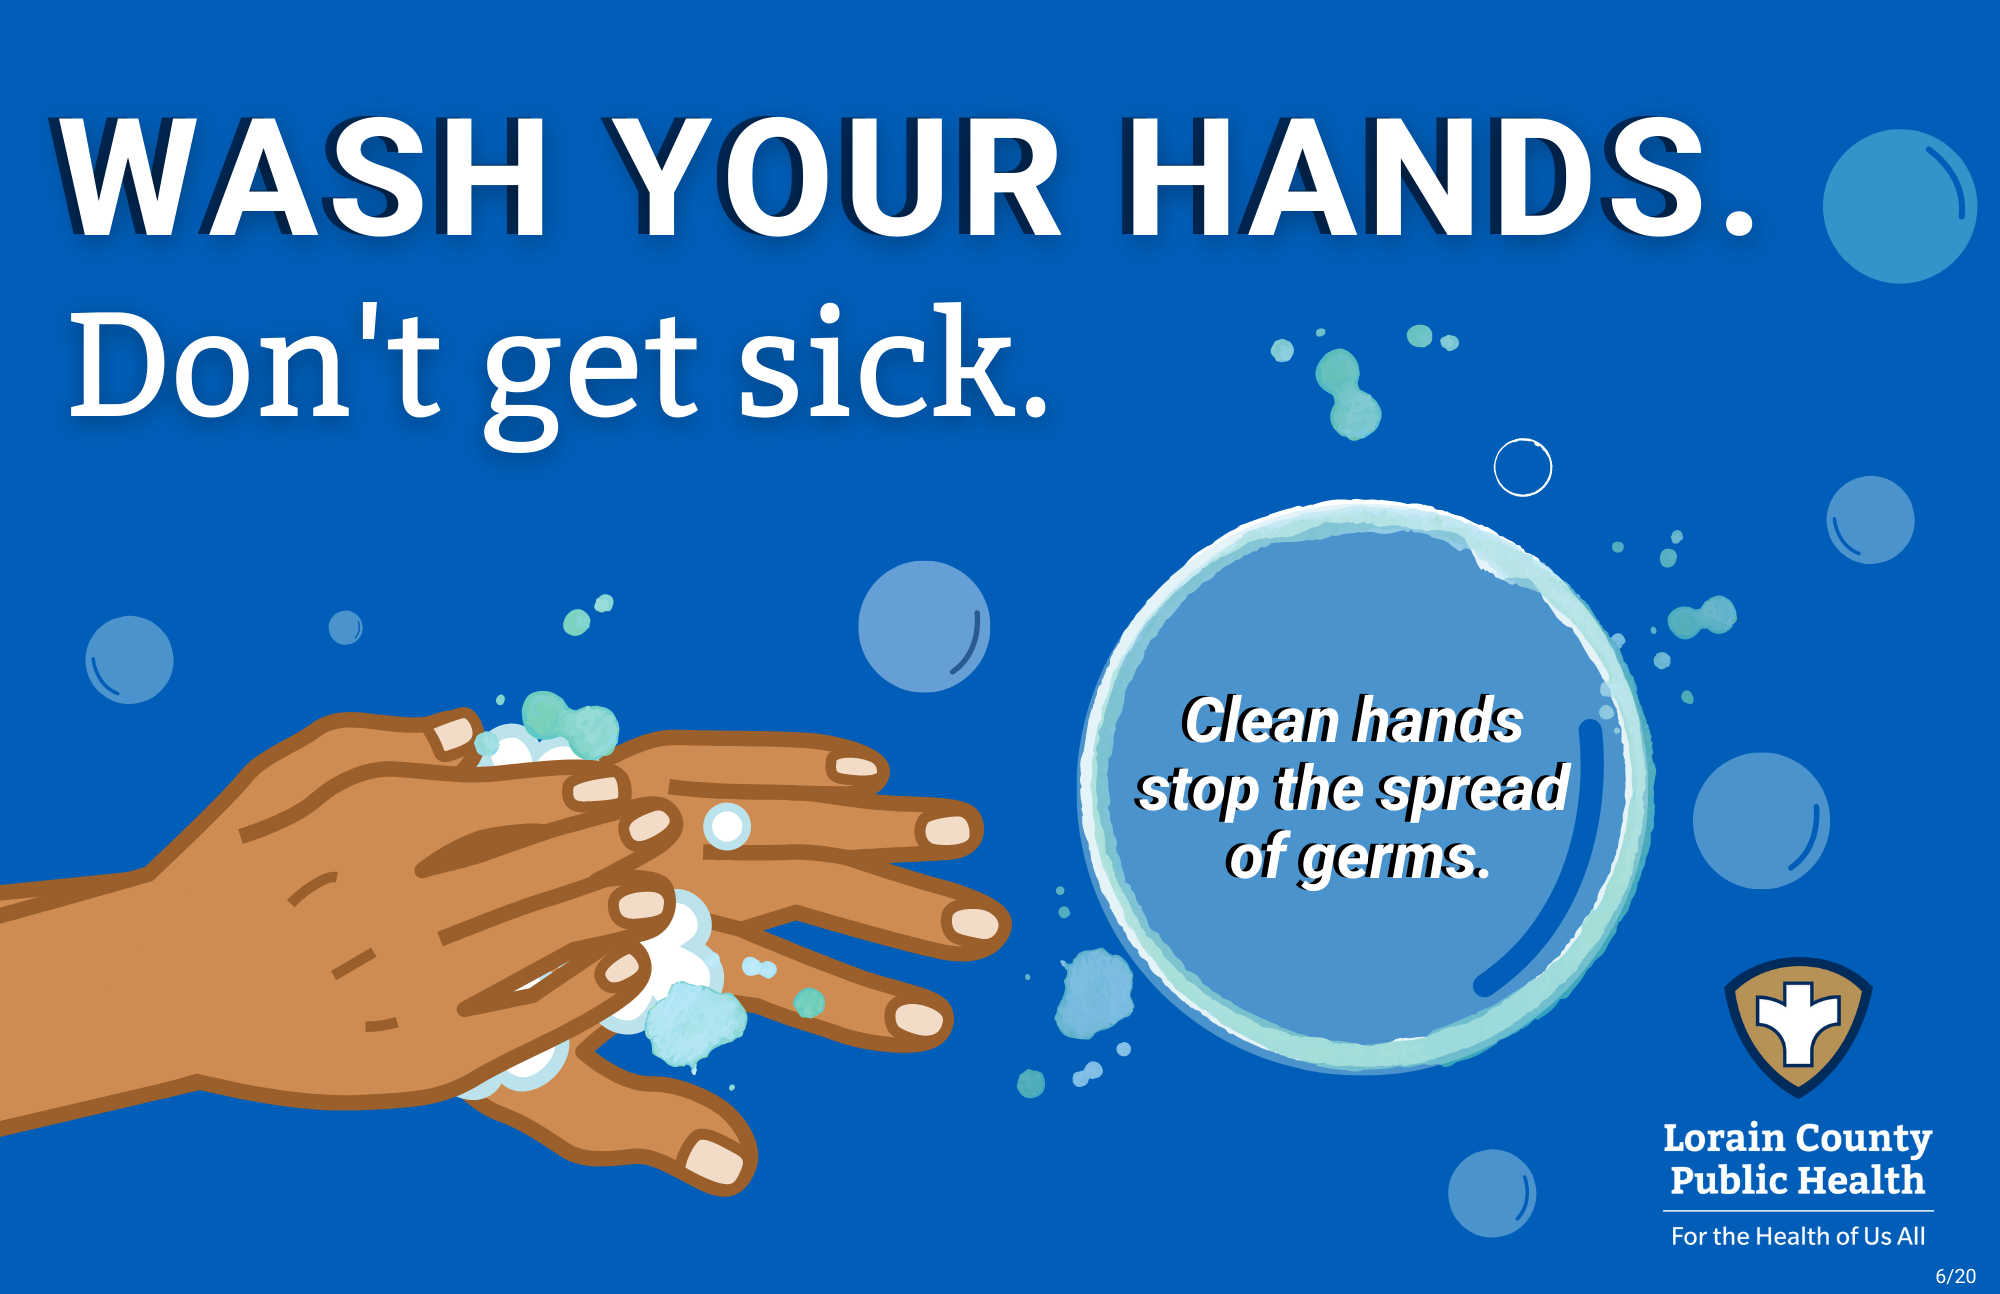 WASH YOUR HANDS.
Don't get sick.
Clean hands
stop the spread
of germs.
Lorain County
Public Health
For the Health of Us All
6/20